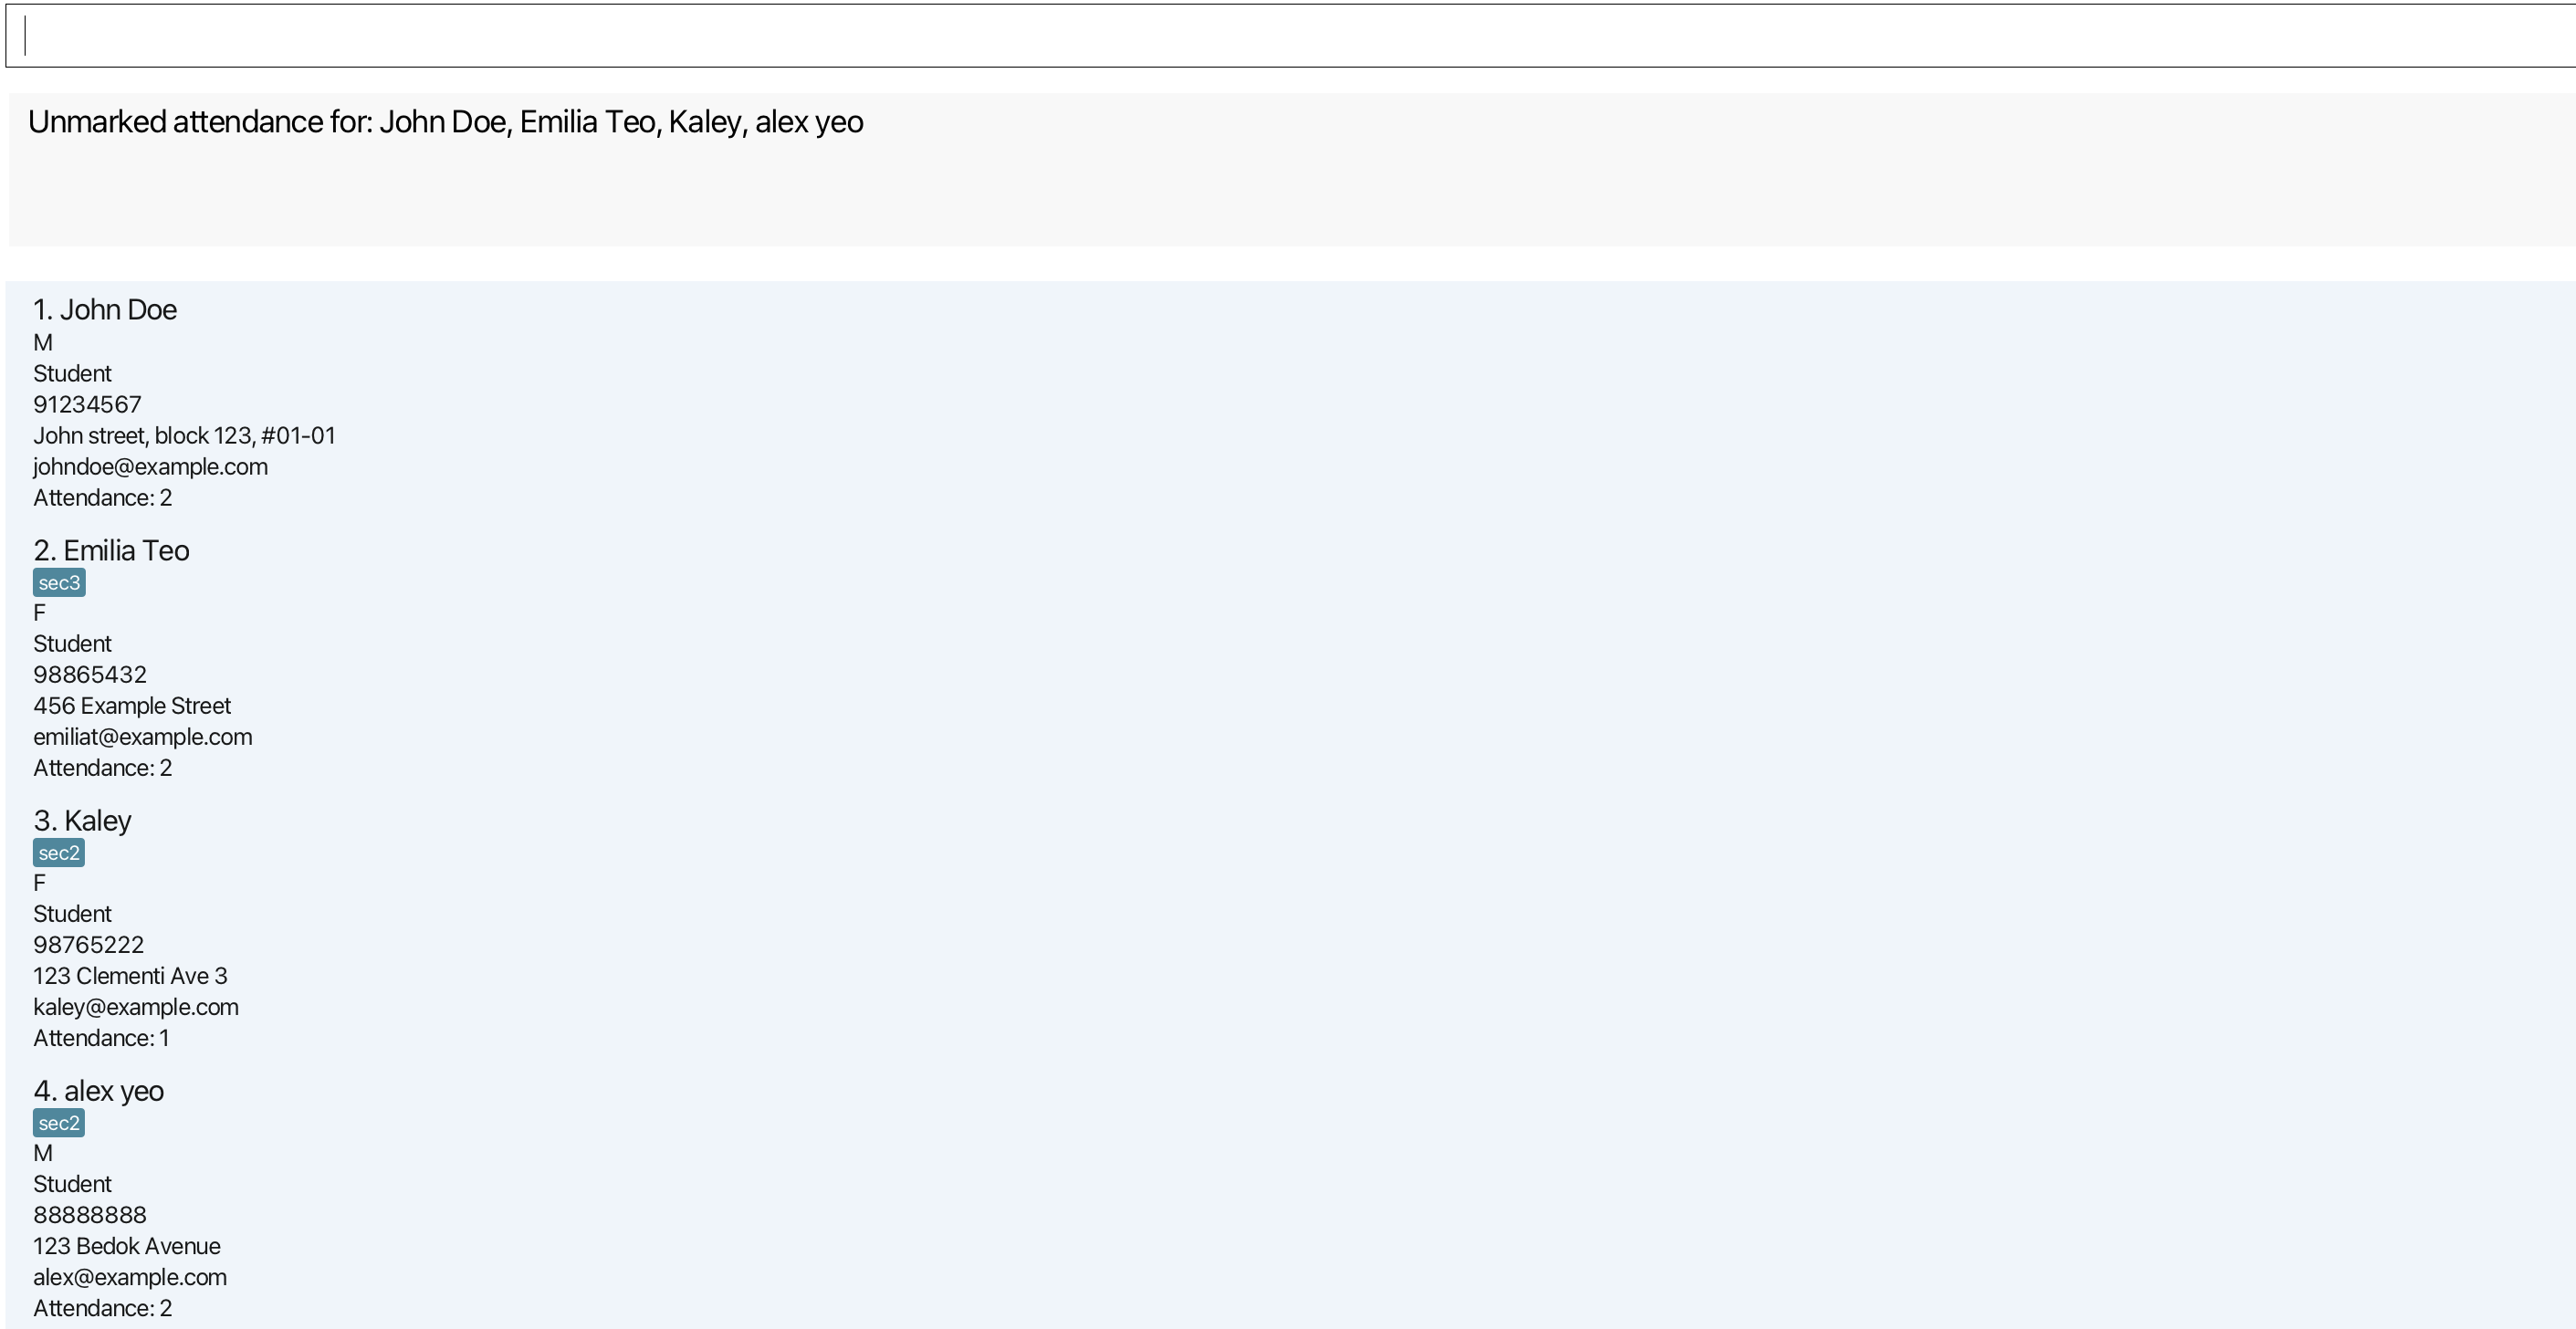 Unmarked attendance for: John Doe, Emilia Teo, Kaley, alex yeo
1. John Doe
M
Student
91234567
John street, block 123, #01-01
johndoe@example.com
Attendance: 2
2. Emilia Teo
sec3
F
Student
98865432
456 Example Street
emiliat@example.com
Attendance: 2
3. Kaley
sec2
F
Student
98765222
123 Clementi Ave 3
kaley@example.com
Attendance: 1
4. alex yeo
sec2
M
Student
88888888
123 Bedok Avenue
alex@example.com
Attendance: 2